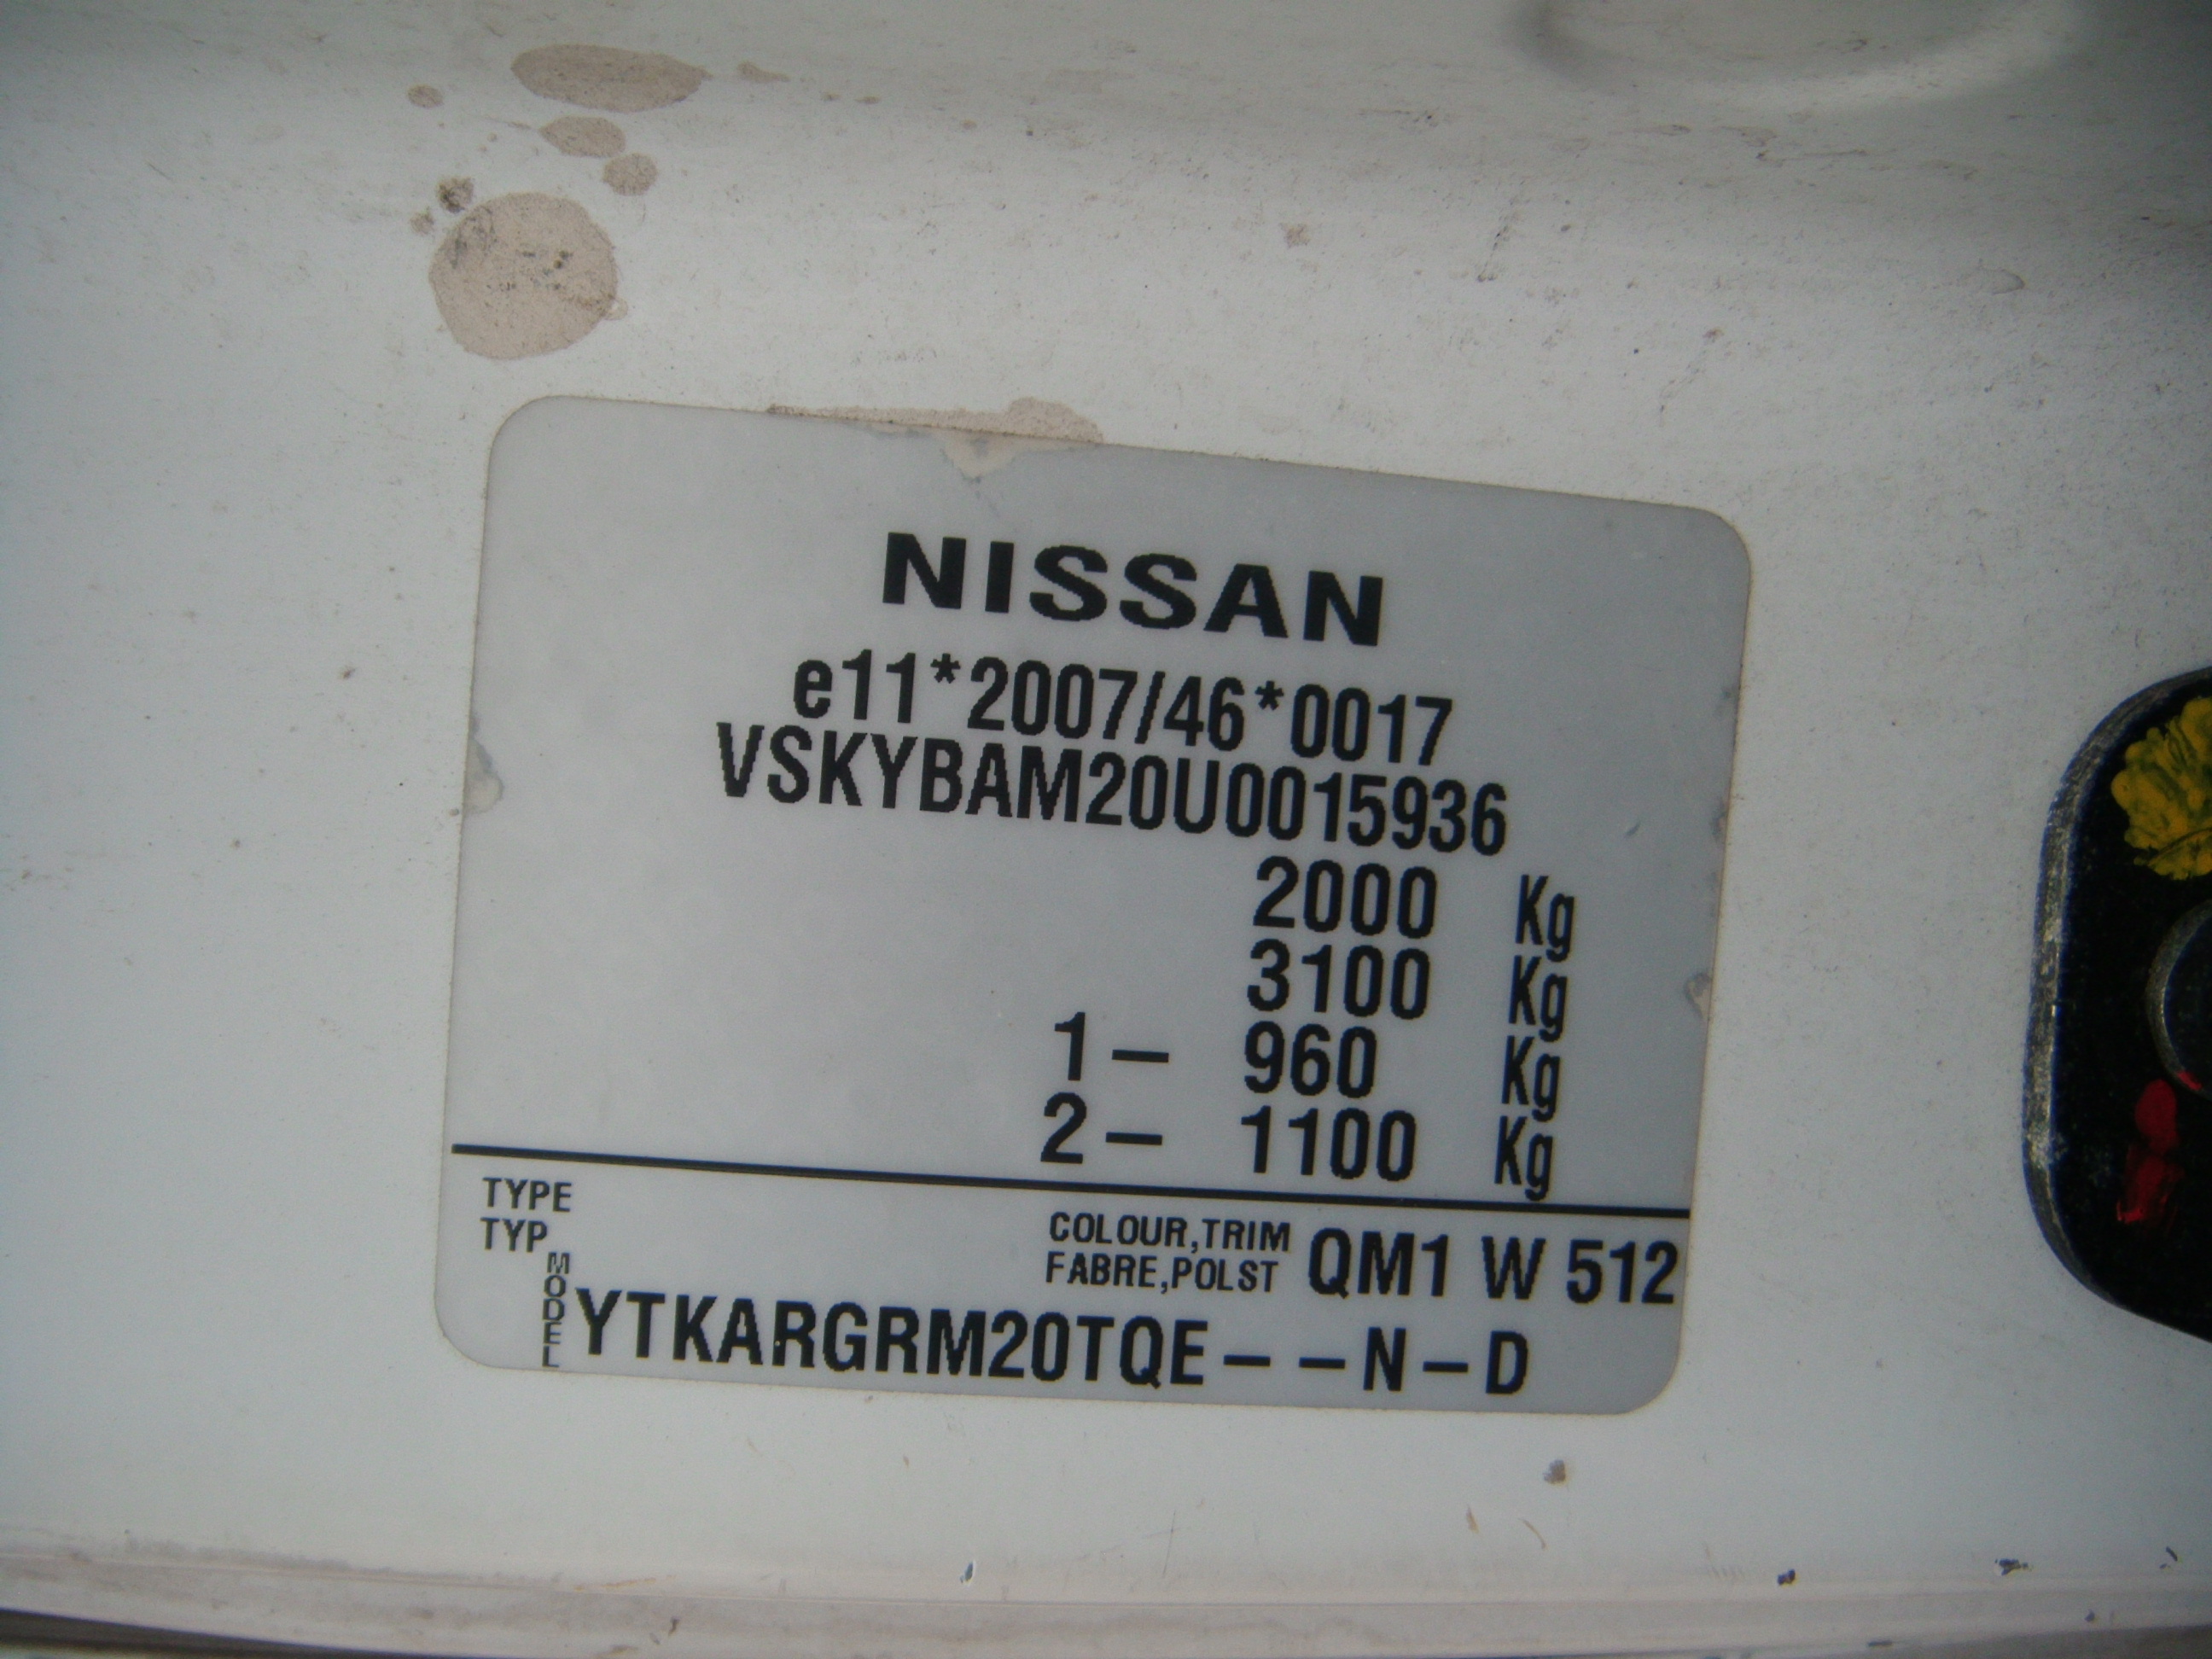 NISSAN
e11*2007/46*0017
VSKYBAM20U0015936
2000 Kg
3100 Kg
1– 960 Kg
2– 1100 Kg
TYPE
TYP
COLOUR,TRIM
FABRE,POLST
QM1 W 512
MODEL
YTKARGRM20TQE––N–D